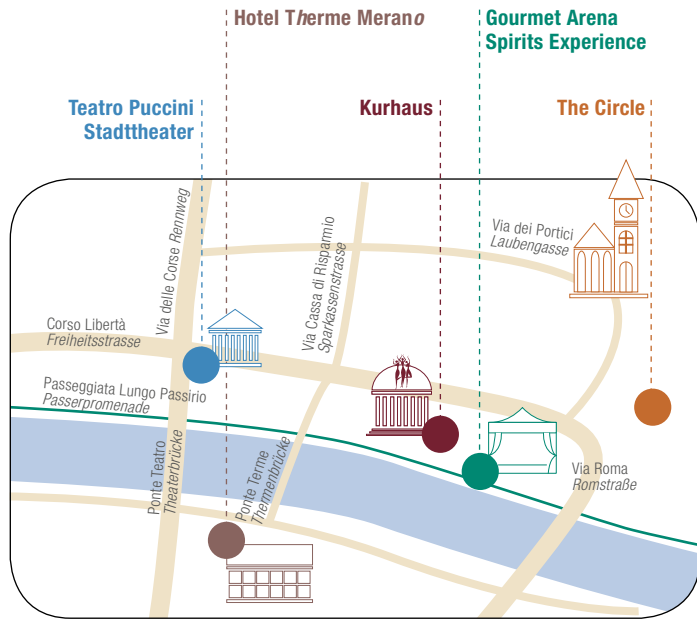 Hotel Therme Merano
Gourmet Arena
Spirits Experience
Teatro Puccini
Stadttheater
Kurhaus
The Circle
Via delle Corse Rennweg
Via Cassa di Risparmio
Sparkassenstrasse
Via dei Portici
Laubengasse
Corso Libertà
Freiheitsstrasse
Passeggiata Lungo Passirio
Passerpromenade
Ponte Teatro
Theaterbrücke
Ponte Terme
Thermenbrücke
Via Roma
Romstraße